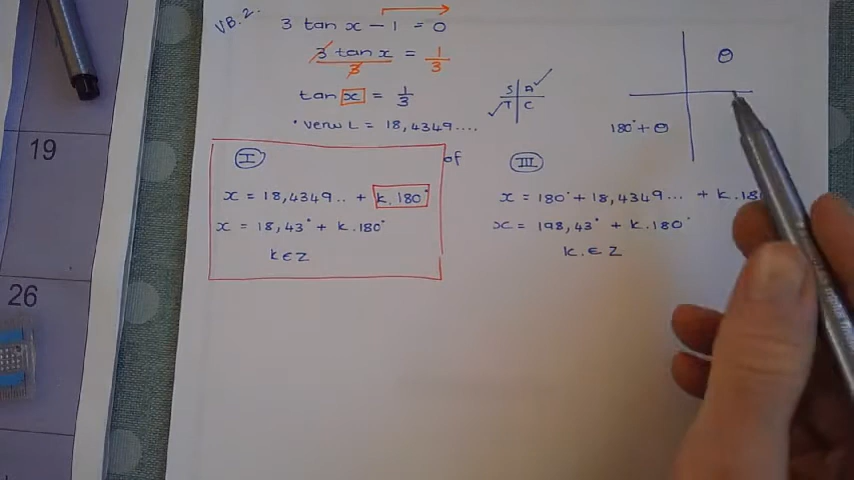 VB.2.
3 tan x - 1 = 0
3 tan x / 3 = 1/3
tan x = 1/3
S A
T C
• verw L = 18,4349....
θ
180° + θ
I
of
III
x = 18,4349.. + k.180°
x = 18,43° + k.180°
k ∈ Z
x = 180° + 18,4349... + k.18
x = 198,43° + k.180°
k. ∈ Z
19
26